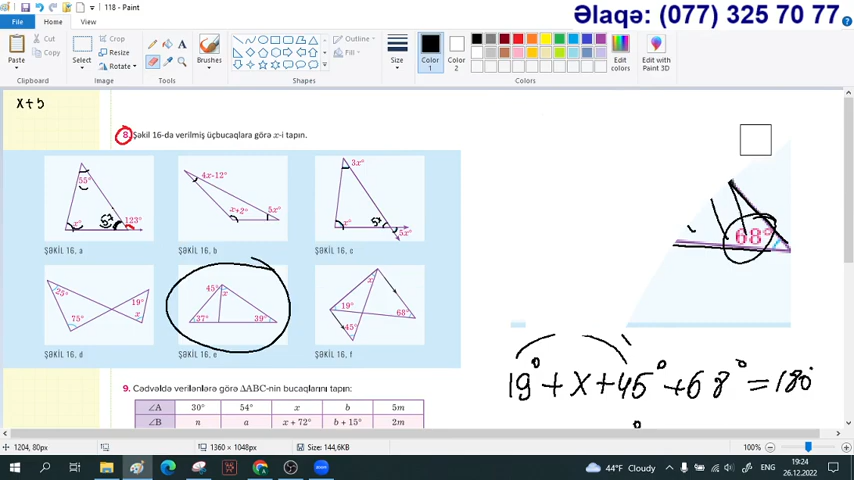 118 - Paint
Əlaqə: (077) 325 70 77
File
Home
View
Paste
Cut
Copy
Clipboard
Select
Crop
Resize
Rotate
Image
Tools
Brushes
Shapes
Outline
Fill
Size
Color 1
Color 2
Edit colors
Edit with Paint 3D
Colors
x+5
8. Şəkil 16-da verilmiş üçbucaqlara görə x-i tapın.
55°
x°
57
123°
4x-12°
x+2°
5x°
3x°
x°
57
5x°
68°
ŞƏKİL 16, a
ŞƏKİL 16, b
ŞƏKİL 16, c
25°
75°
19°
x
45°
x
37°
39°
x
19°
68°
45°
ŞƏKİL 16, d
ŞƏKİL 16, e
ŞƏKİL 16, f
19° + x + 45° + 68° = 180°
9. Cədvəldə verilənlərə görə ∆ABC-nin bucaqlarını tapın:
∠A 30° 54° x b 5m
∠B n a x + 72° b + 15° 2m
1204, 80px
1360 × 1048px
Size: 144,6KB
100%
44°F Cloudy
ENG
19:24
26.12.2022